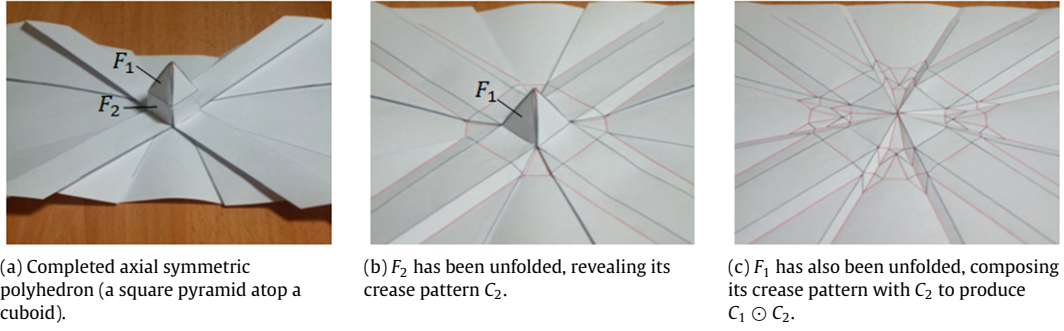 F₁
F₂
F₁
(a) Completed axial symmetric
polyhedron (a square pyramid atop a
cuboid).
(b) F₂ has been unfolded, revealing its
crease pattern C₂.
(c) F₁ has also been unfolded, composing
its crease pattern with C₂ to produce
C₁ ⊙ C₂.